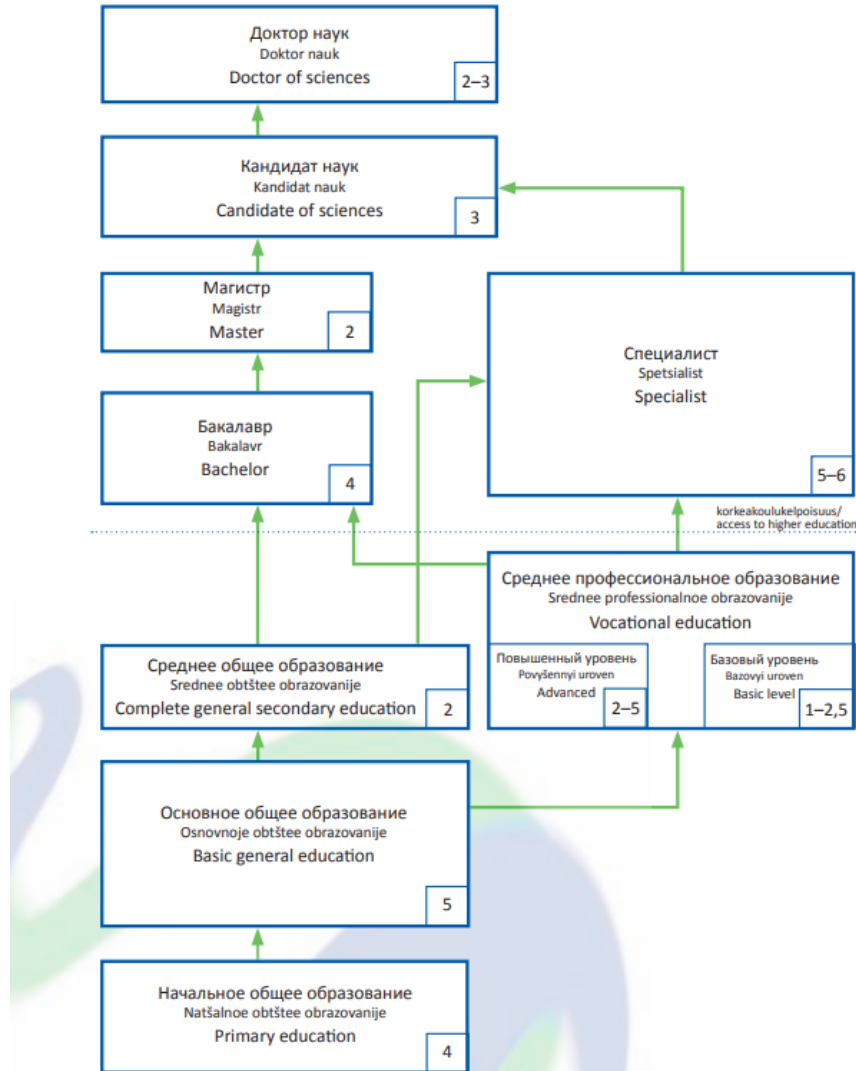 Доктор наук
Doktor nauk
Doctor of sciences
2–3
Кандидат наук
Kandidat nauk
Candidate of sciences
3
Магистр
Magistr
Master
2
Специалист
Spetsialist
Specialist
5–6
Бакалавр
Bakalavr
Bachelor
4
korkeakoulukelpoisuus/
access to higher education
Среднее профессиональное образование
Srednee professionalnoe obrazovanije
Vocational education
Повышенный уровень
Povyšennyi uroven
Advanced
2–5
Базовый уровень
Bazovyi uroven
Basic level
1–2,5
Среднее общее образование
Srednee obtštee obrazovanije
Complete general secondary education
2
Основное общее образование
Osnovnoje obtštee obrazovanije
Basic general education
5
Начальное общее образование
Natšalnoe obtštee obrazovanije
Primary education
4